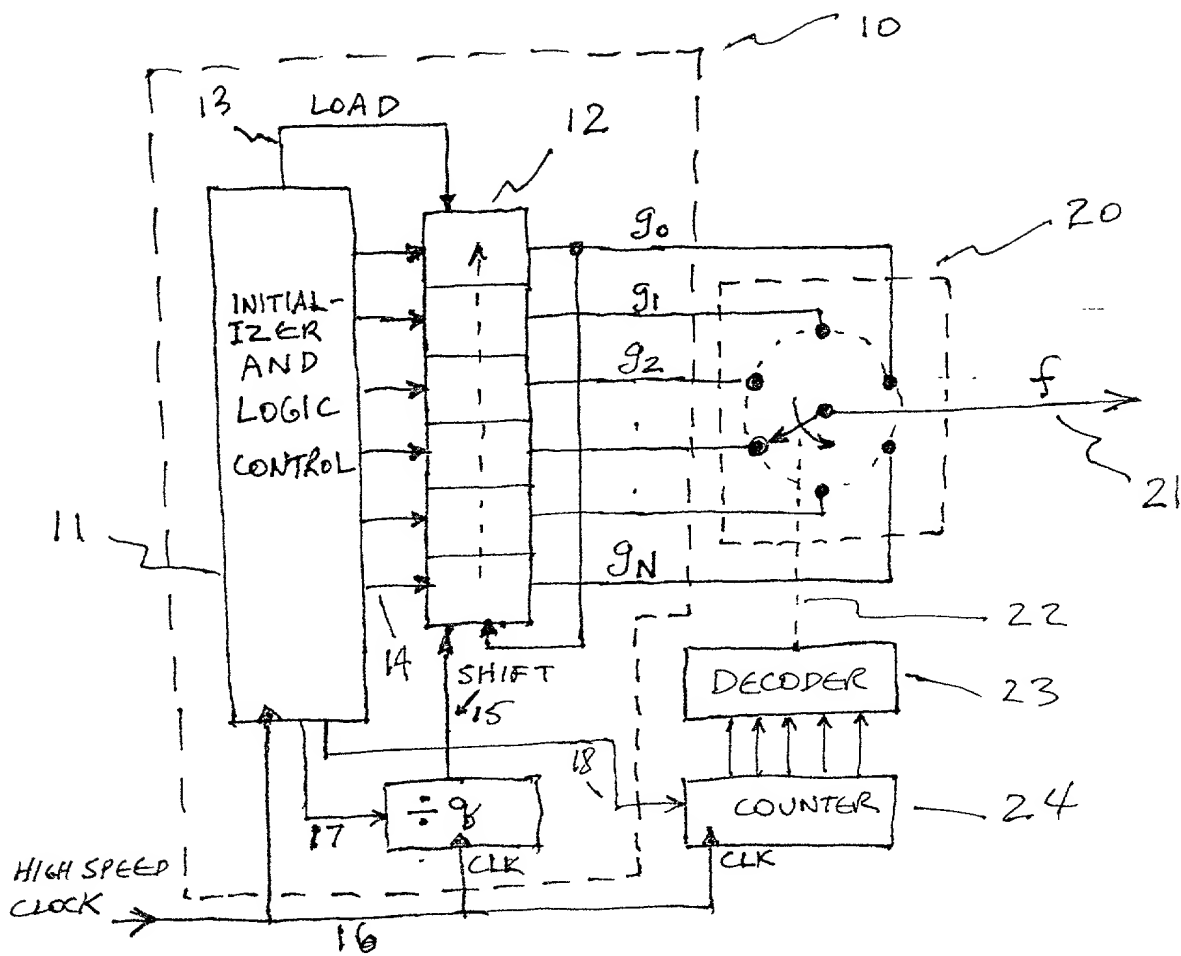 10
13
LOAD
12
g0
20
g1
INITIAL-
IZER
AND
LOGIC
CONTROL
g2
f
21
11
gN
22
14
SHIFT
15
DECODER
23
18
17
÷ q
COUNTER
24
CLK
CLK
HIGH SPEED
CLOCK
16